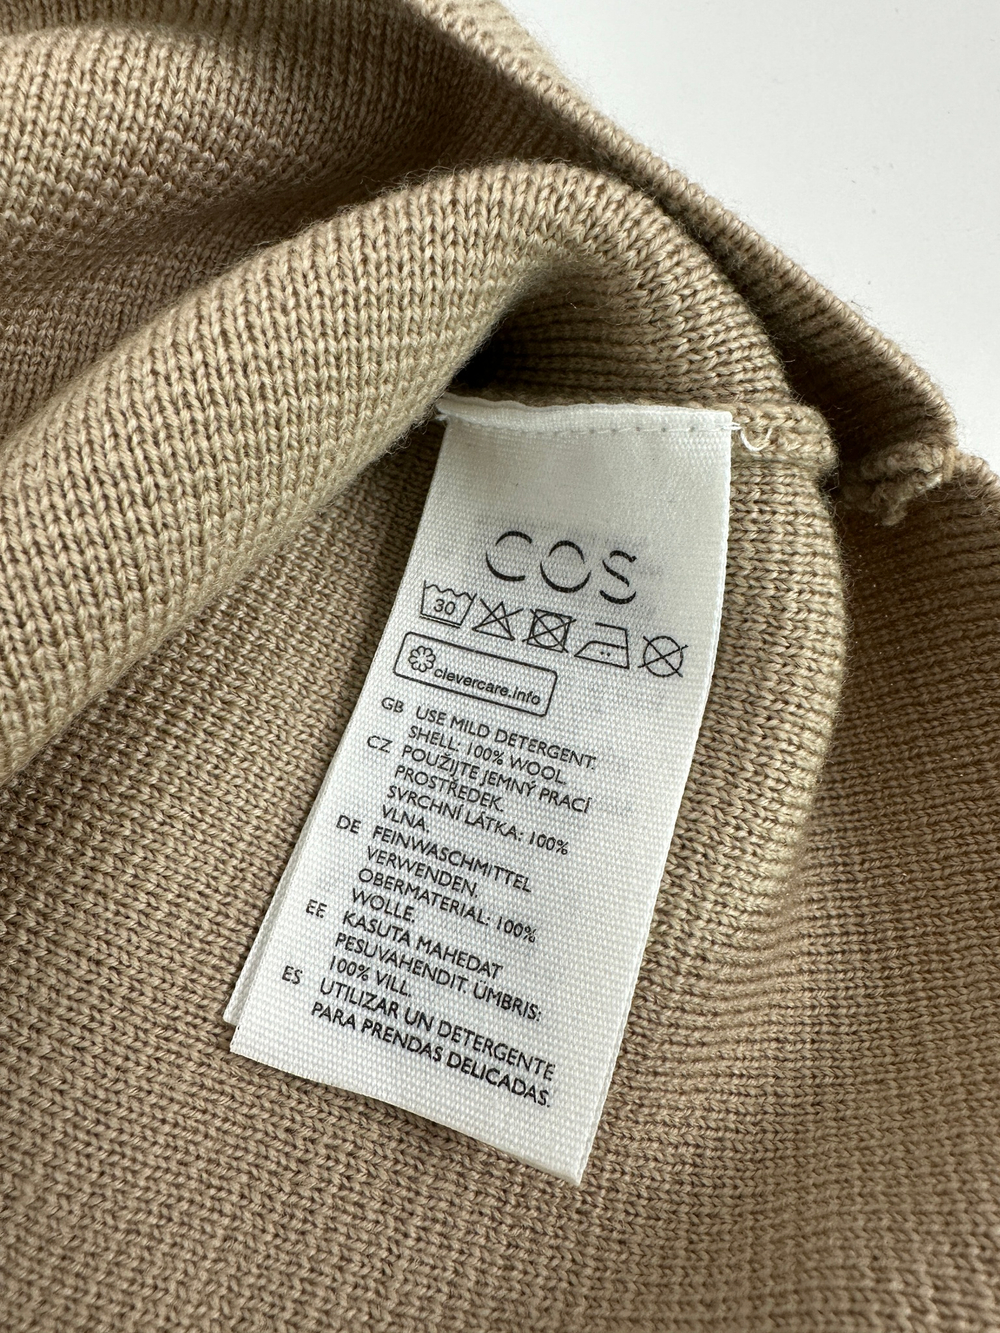 COS
30
clevercare.info
GB USE MILD DETERGENT.
SHELL: 100% WOOL.
CZ POUŽIJTE JEMNÝ PRACÍ
PROSTŘEDEK.
SVRCHNÍ LÁTKA: 100%
VLNA.
DE FEINWASCHMITTEL
VERWENDEN.
OBERMATERIAL: 100%
WOLLE.
EE KASUTA MAHEDAT
PESUVAHENDIT ÜMBRIS:
100% VILL.
ES UTILIZAR UN DETERGENTE
PARA PRENDAS DELICADAS.